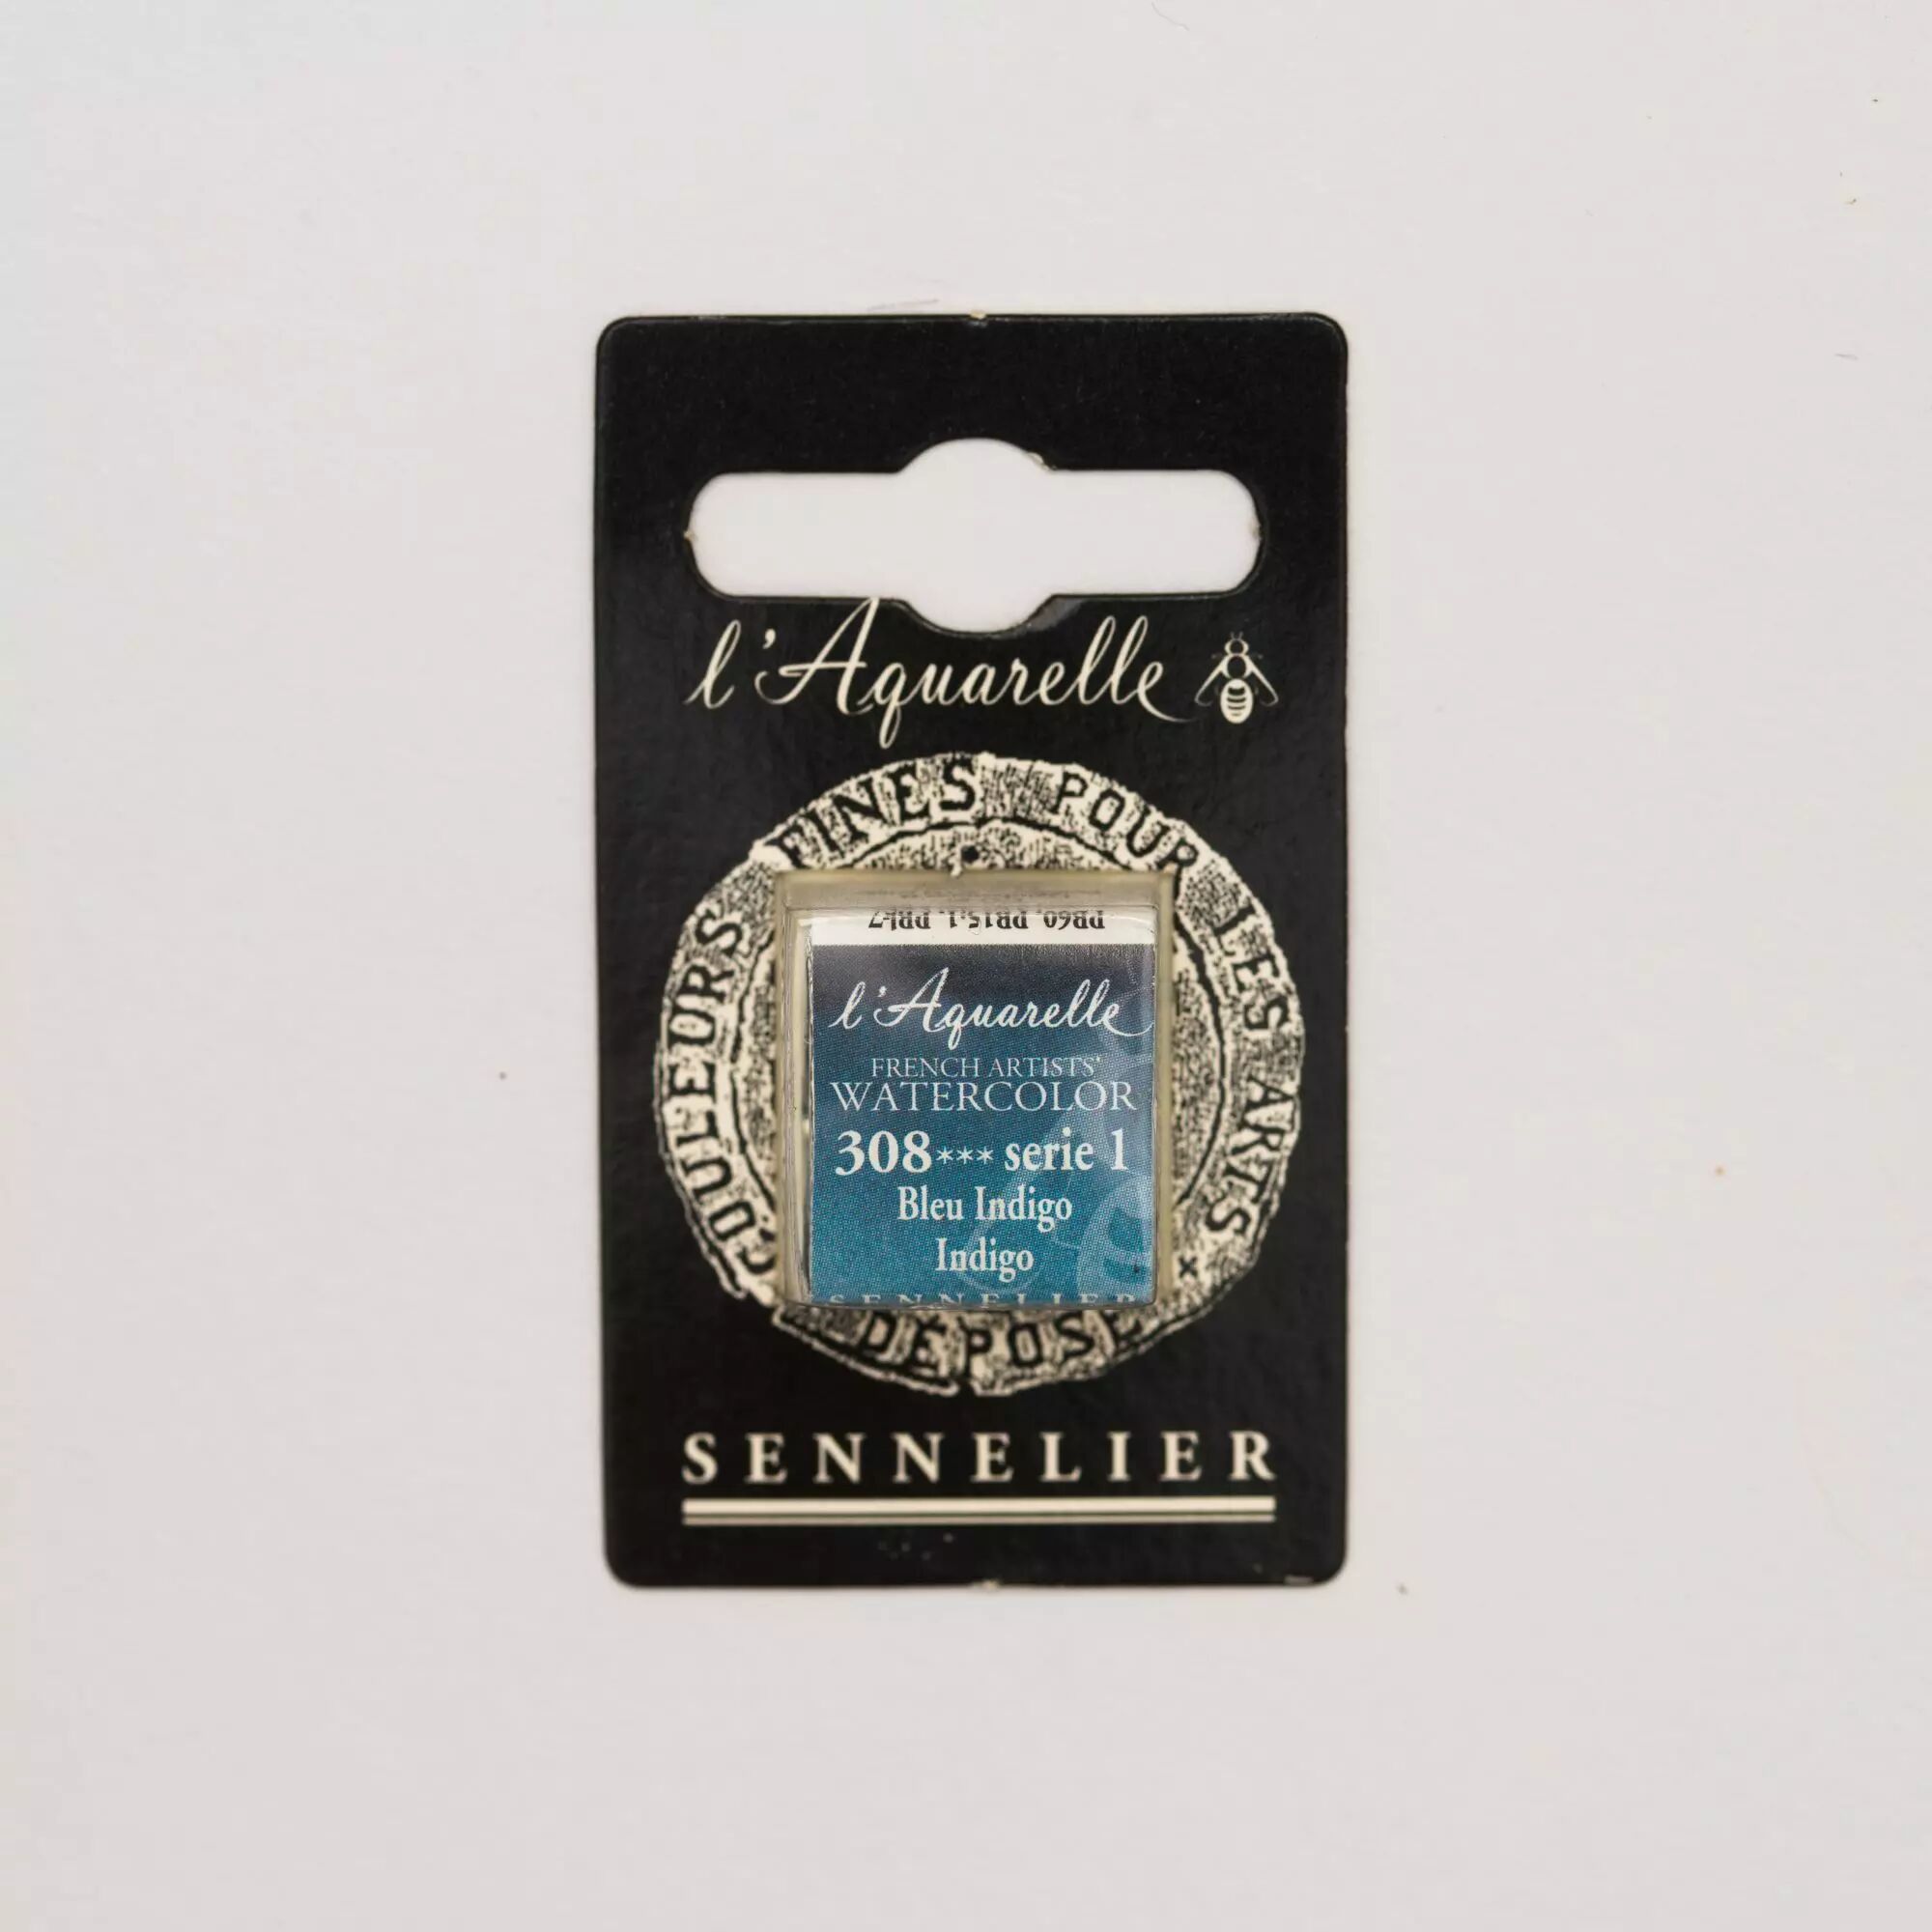 l'Aquarelle
COULEURS FINES POUR LES ARTS
PB60, PB15:1, PBk7
l'Aquarelle
FRENCH ARTISTS'
WATERCOLOR
308*** serie 1
Bleu Indigo
Indigo
SENNELIER
DÉPOSÉ
SENNELIER